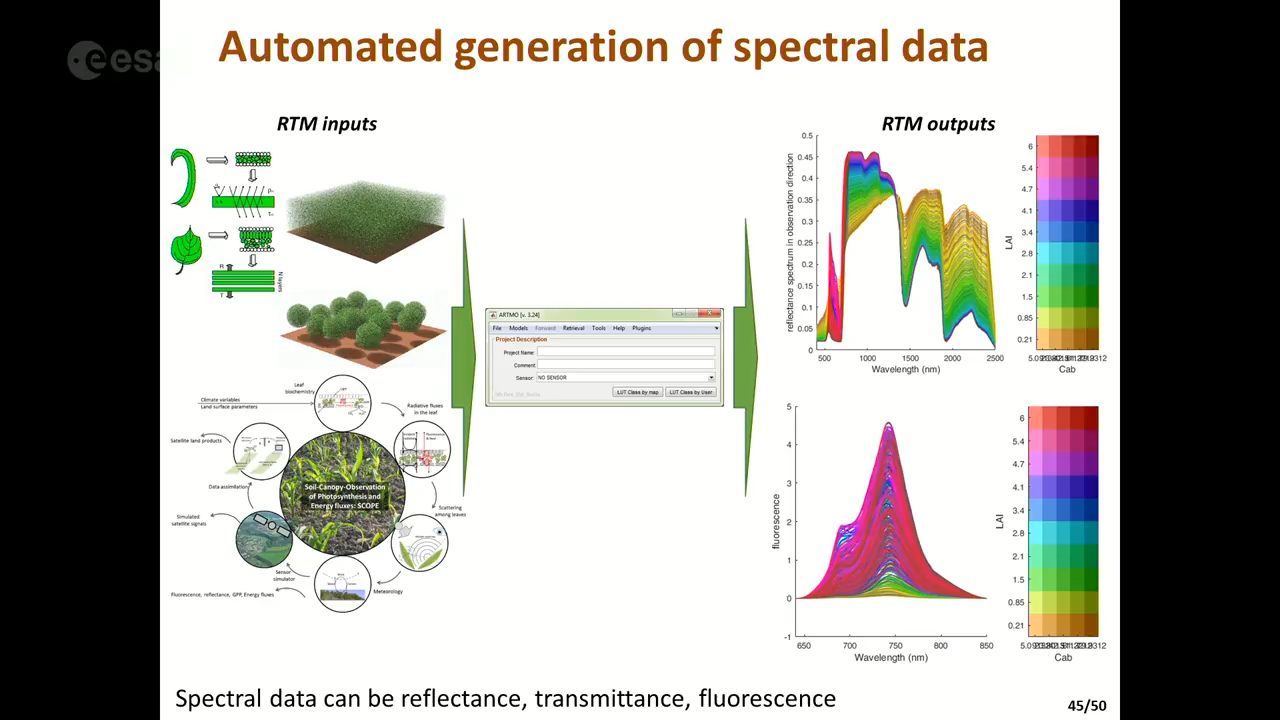 esa
Automated generation of spectral data
RTM inputs
RTM outputs
R
T
N layers
Climate variables
Land surface parameters
Leaf
biochemistry
Radiative fluxes
in the leaf
Satellite land products
Data assimilation
Soil-Canopy-Observation
of Photosynthesis and
Energy fluxes: SCOPE
Scattering
among leaves
Simulated
satellite signals
Sensor
simulator
Meteorology
Fluorescence, reflectance, GPP, Energy fluxes
ARTMO [v. 3.24]
File Models Forward Retrieval Tools Help Plugins
Project Description
Project Name:
Comment:
Sensor: NO SENSOR
LUT Class by map LUT Class by User
reflectance spectrum in observation direction
0.5
0.45
0.4
0.35
0.3
0.25
0.2
0.15
0.1
0.05
0
500 1000 1500 2000 2500
Wavelength (nm)
LAI
6
5.4
4.7
4.1
3.4
2.8
2.1
1.5
0.85
0.21
Cab
fluorescence
5
4
3
2
1
0
-1
650 700 750 800 850
Wavelength (nm)
LAI
6
5.4
4.7
4.1
3.4
2.8
2.1
1.5
0.85
0.21
Cab
Spectral data can be reflectance, transmittance, fluorescence
45/50